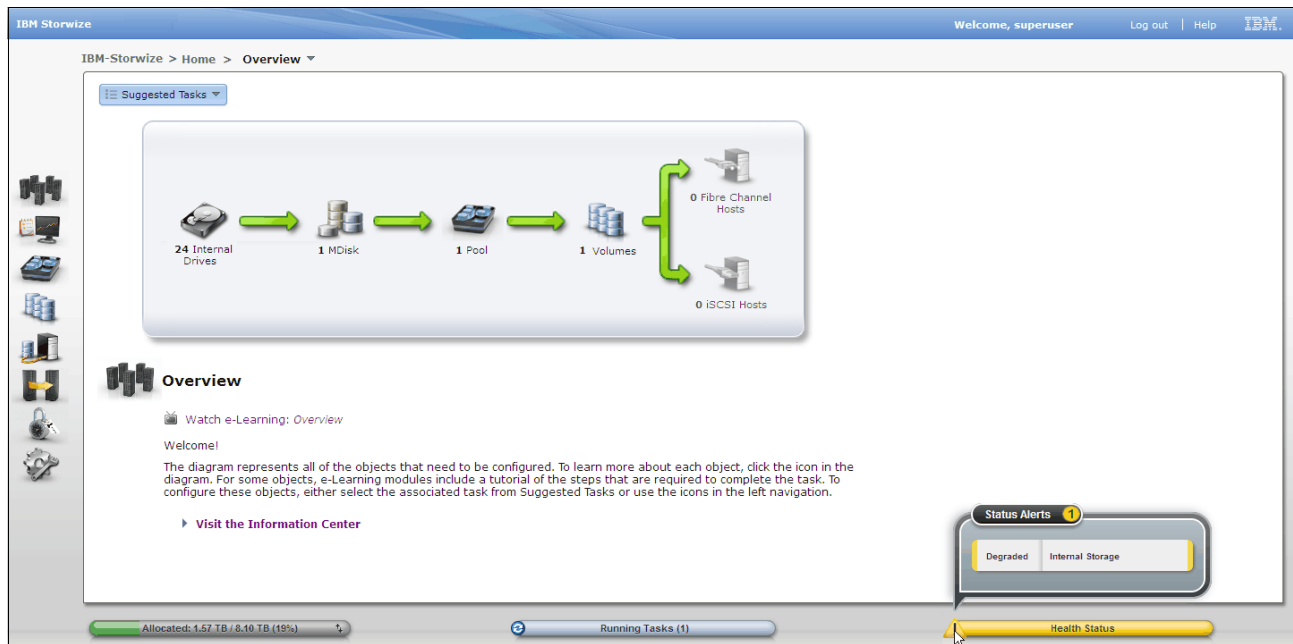 IBM Storwize
Welcome, superuser
Log out | Help
IBM.
IBM-Storwize > Home > Overview
Suggested Tasks
24 Internal
Drives
1 MDisk
1 Pool
1 Volumes
0 Fibre Channel
Hosts
0 iSCSI Hosts
Overview
Watch e-Learning: Overview
Welcome!
The diagram represents all of the objects that need to be configured. To learn more about each object, click the icon in the
diagram. For some objects, e-Learning modules include a tutorial of the steps that are required to complete the task. To
configure these objects, either select the associated task from Suggested Tasks or use the icons in the left navigation.
Visit the Information Center
Status Alerts 1
Degraded Internal Storage
Allocated: 1.57 TB / 8.10 TB (19%)
Running Tasks (1)
Health Status